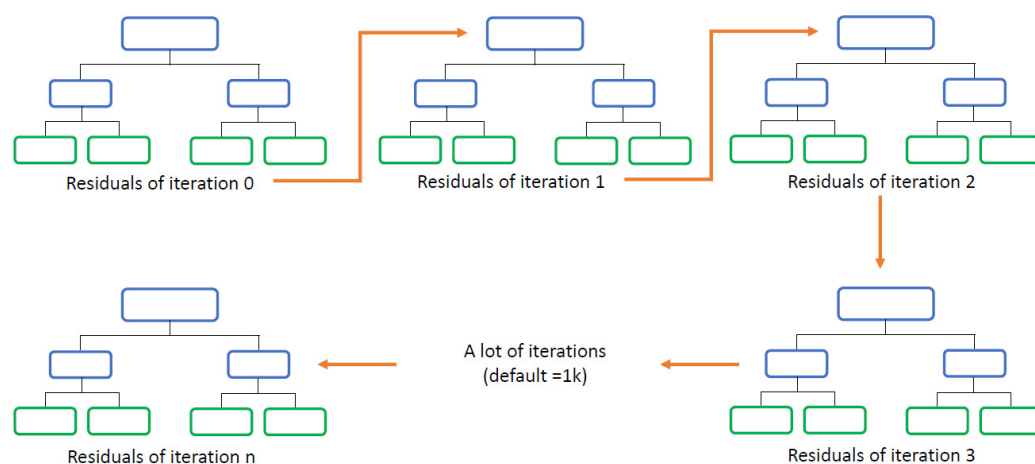 Residuals of iteration 0
Residuals of iteration 1
Residuals of iteration 2
A lot of iterations
(default =1k)
Residuals of iteration n
Residuals of iteration 3